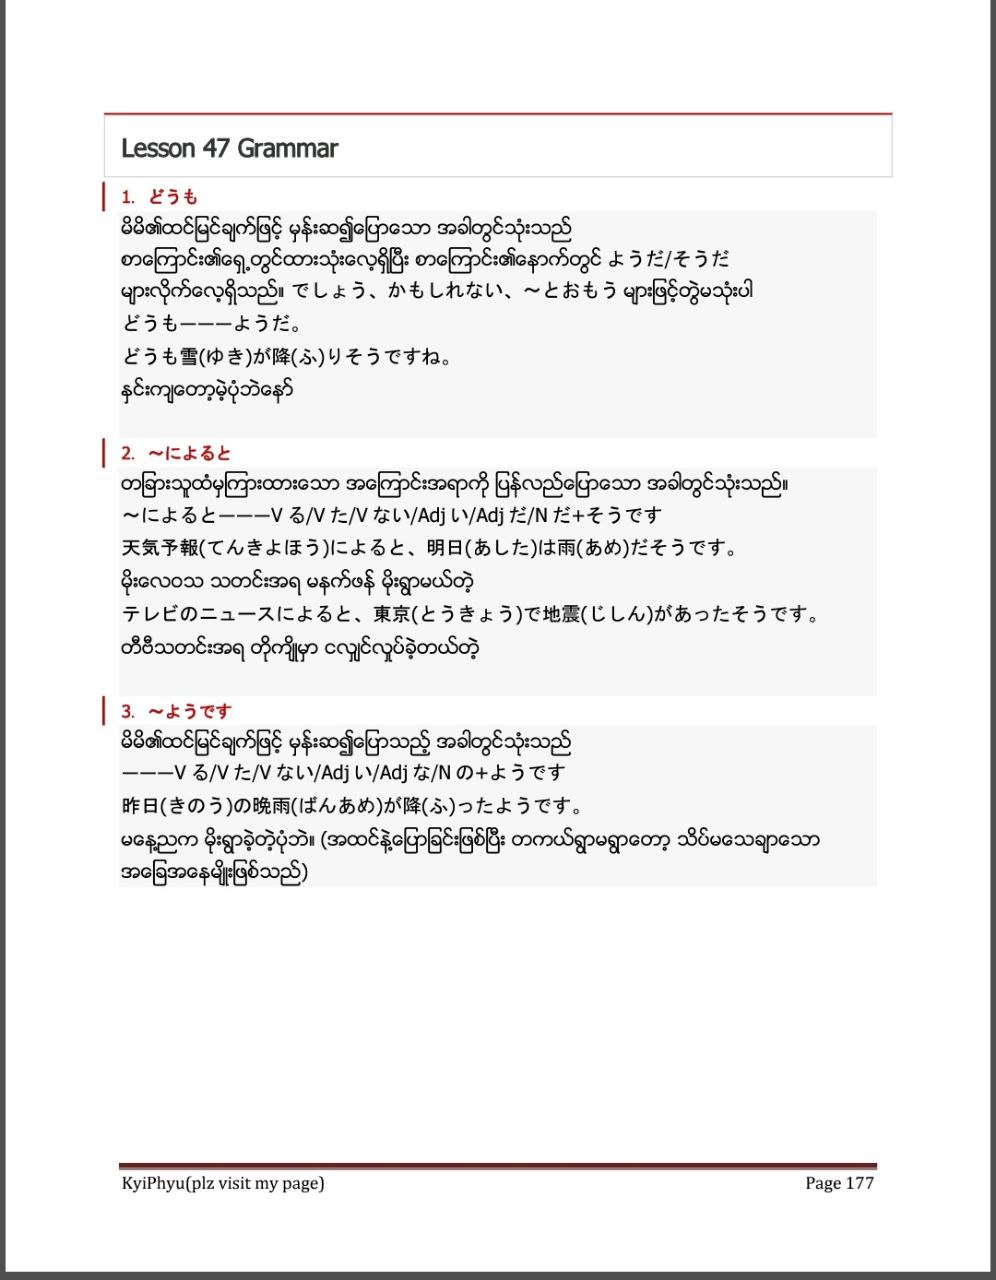 Lesson 47 Grammar
1. どうも
မိမိ၏ထင်မြင်ချက်ဖြင့် မှန်းဆ၍ပြောသော အခါတွင်သုံးသည်
စာကြောင်း၏ရှေ့တွင်ထားသုံးလေ့ရှိပြီး စာကြောင်း၏နောက်တွင် ようだ/そうだ
များလိုက်လေ့ရှိသည်။ でしょう、かもしれない、～とおもう များဖြင့်တွဲမသုံးပါ
どうも———ようだ。
どうも雪(ゆき)が降(ふ)りそうですね。
နှင်းကျတော့မဲ့ပုံဘဲနော်
2. ～によると
တခြားသူထံမှကြားထားသော အကြောင်းအရာကို ပြန်လည်ပြောသော အခါတွင်သုံးသည်။
～によると———V る/V た/V ない/Adj い/Adj だ/N だ+そうです
天気予報(てんきよほう)によると、明日(あした)は雨(あめ)だそうです。
မိုးလေဝသ သတင်းအရ မနက်ဖန် မိုးရွာမယ်တဲ့
テレビのニュースによると、東京(とうきょう)で地震(じしん)があったそうです。
တီဗီသတင်းအရ တိုကျိုမှာ ငလျှင်လှုပ်ခဲ့တယ်တဲ့
3. ～ようです
မိမိ၏ထင်မြင်ချက်ဖြင့် မှန်းဆ၍ပြောသည့် အခါတွင်သုံးသည်
———V る/V た/V ない/Adj い/Adj な/N の+ようです
昨日(きのう)の晩雨(ばんあめ)が降(ふ)ったようです。
မနေ့ညက မိုးရွာခဲ့တဲ့ပုံဘဲ။ (အထင်နဲ့ပြောခြင်းဖြစ်ပြီး တကယ်ရွာမရွာတော့ သိပ်မသေချာသော
အခြေအနေမျိုးဖြစ်သည်)
KyiPhyu(plz visit my page)
Page 177